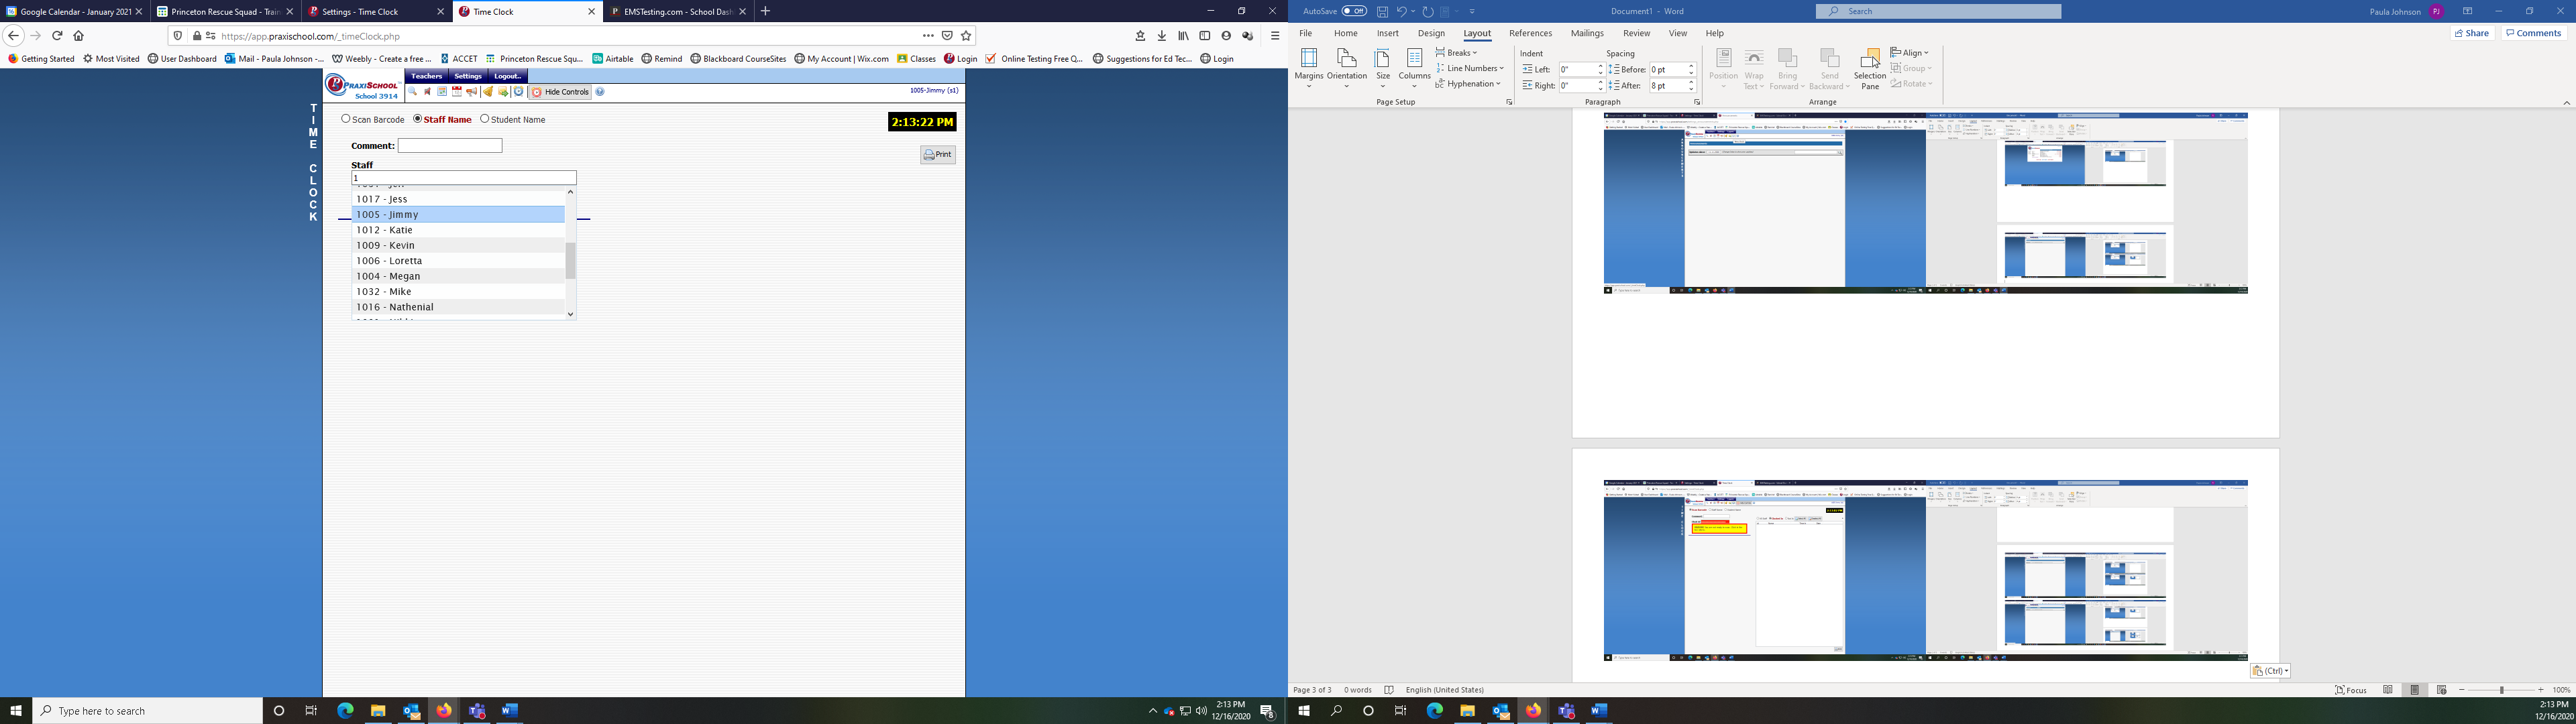 Google Calendar - January 2021
Princeton Rescue Squad - Train
Settings - Time Clock
Time Clock
EMSTesting.com - School Dash
https://app.praxischool.com/_timeClock.php
Getting Started
Most Visited
User Dashboard
Mail - Paula Johnson -...
Weebly - Create a free ...
ACCET
Princeton Rescue Squ...
Airtable
Remind
Blackboard CourseSites
My Account | Wix.com
Classes
Login
Online Testing Free Q...
Suggestions for Ed Tec...
Login
PRAXISCHOOL
School 3914
Teachers
Settings
Logout..
Hide Controls
1005-Jimmy (s1)
TIME CLOCK
Scan Barcode
Staff Name
Student Name
2:13:22 PM
Comment:
Print
Staff
1
1017 - Jess
1005 - Jimmy
1012 - Katie
1009 - Kevin
1006 - Loretta
1004 - Megan
1032 - Mike
1016 - Nathenial
Type here to search
2:13 PM
12/16/2020
8
AutoSave Off
Document1 - Word
Search
Paula Johnson PJ
File Home Insert Design Layout References Mailings Review View Help
Share
Comments
Margins
Orientation
Size
Columns
Breaks
Line Numbers
Hyphenation
Page Setup
Indent
Left: 0"
Right: 0"
Spacing
Before: 0 pt
After: 8 pt
Paragraph
Position
Wrap Text
Bring Forward
Send Backward
Selection Pane
Align
Group
Rotate
Arrange
(Ctrl)
Page 3 of 3
0 words
English (United States)
Focus
100%
2:13 PM
12/16/2020